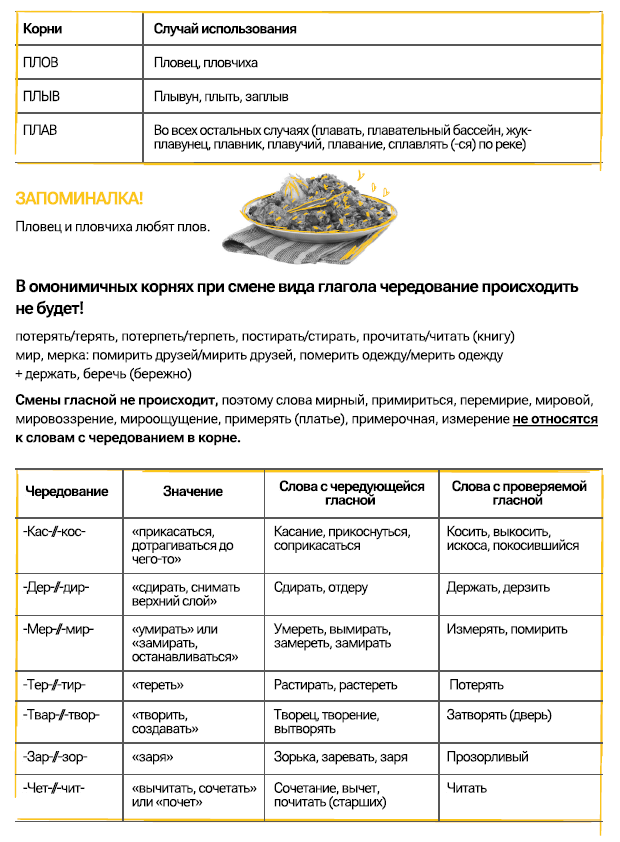 Корни Случай использования
ПЛОВ Пловец, пловчиха
ПЛЫВ Плывун, плыть, заплыв
ПЛАВ Во всех остальных случаях (плавать, плавательный бассейн, жук-
плавунец, плавник, плавучий, плавание, сплавлять (-ся) по реке)
ЗАПОМИНАЛКА!
Пловец и пловчиха любят плов.
В омонимичных корнях при смене вида глагола чередование происходить
не будет!
потерять/терять, потерпеть/терпеть, постирать/стирать, прочитать/читать (книгу)
мир, мерка: помирить друзей/мирить друзей, померить одежду/мерить одежду
+ держать, беречь (бережно)
Смены гласной не происходит, поэтому слова мирный, примириться, перемирие, мировой,
мировоззрение, мироощущение, примерять (платье), примерочная, измерение не относятся
к словам с чередованием в корне.
Чередование Значение Слова с чередующейся гласной Слова с проверяемой гласной
-Кас-//-кос- «прикасаться, Касание, прикоснуться, Косить, выкосить,
дотрагиваться до соприкасаться искоса, покосившийся
чего-то»
-Дер-//-дир- «сдирать, снимать Сдирать, отдеру Держать, дерзить
верхний слой»
-Мер-//-мир- «умирать» или Умереть, вымирать, Измерять, помирить
«замирать, замереть, замирать
останавливаться»
-Тер-//-тир- «тереть» Растирать, растереть Потерять
-Твар-//-твор- «творить, Творец, творение, Затворять (дверь)
создавать» вытворять
-Зар-//-зор- «заря» Зорька, заревать, заря Прозорливый
-Чет-//-чит- «вычитать, сочетать» Сочетание, вычет, Читать
или «почет» почитать (старших)